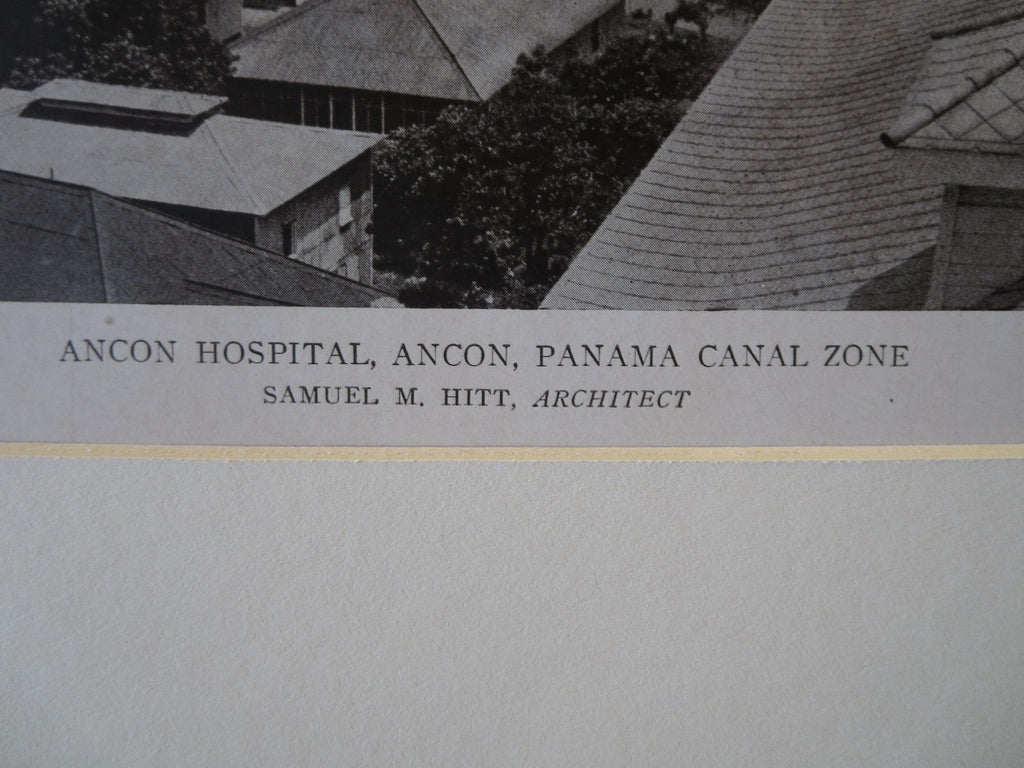 ANCON HOSPITAL, ANCON, PANAMA CANAL ZONE
SAMUEL M. HITT, ARCHITECT